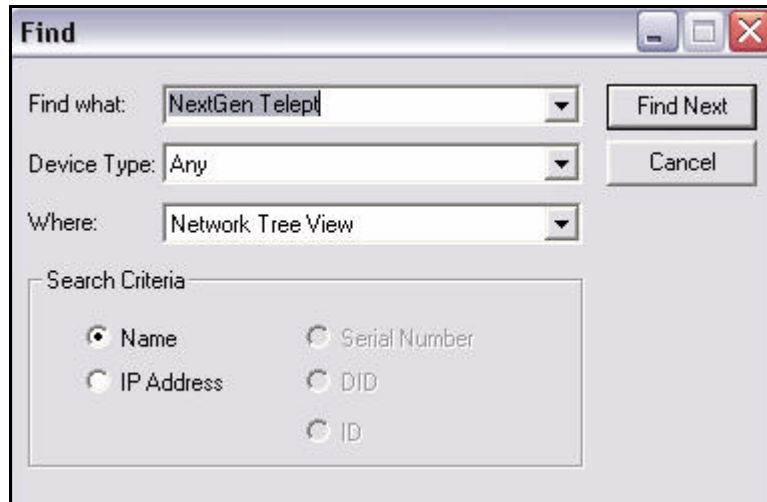 Find
Find what: NextGen Telept Find Next
Device Type: Any Cancel
Where: Network Tree View
Search Criteria
Name Serial Number
IP Address DID
ID